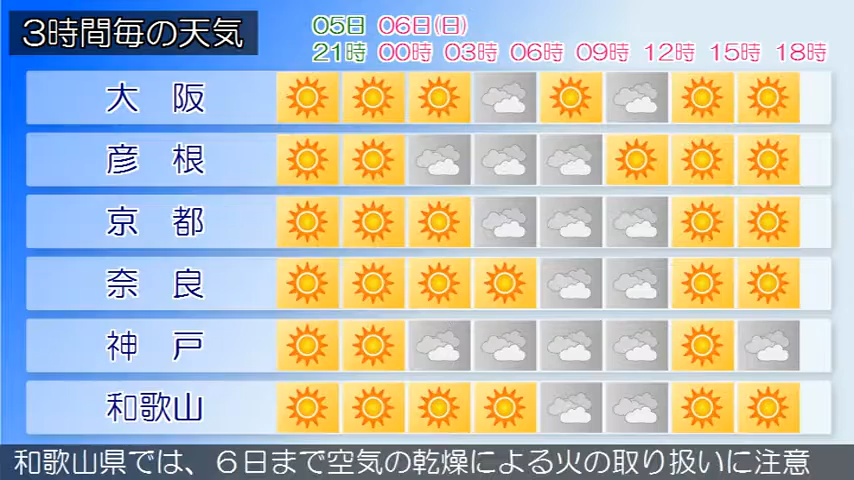 3時間毎の天気
05日 06日(日)
21時 00時 03時 06時 09時 12時 15時 18時
大 阪
彦 根
京 都
奈 良
神 戸
和歌山
和歌山県では、６日まで空気の乾燥による火の取り扱いに注意